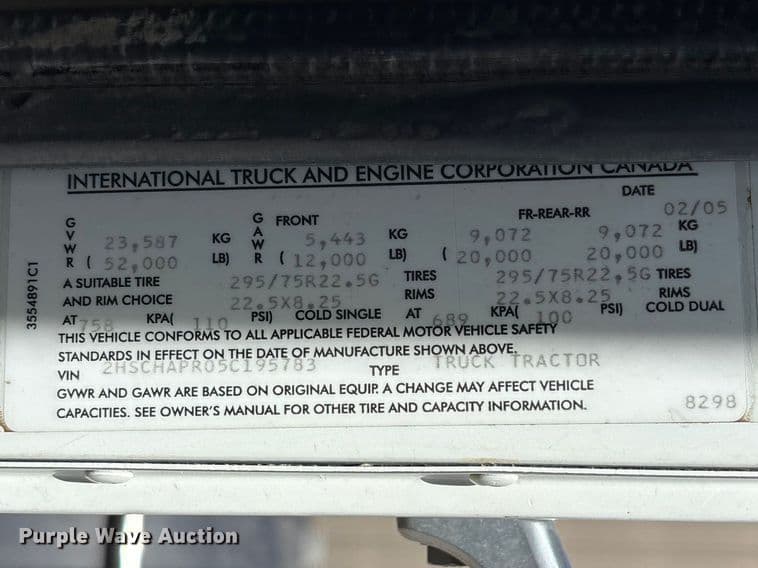 INTERNATIONAL TRUCK AND ENGINE CORPORATION CANADA
DATE
02/05
GVWR 23,587 KG GAWR FRONT 5,443 KG FR-REAR-RR 9,072 9,072 KG
( 52,000 LB) ( 12,000 LB) ( 20,000 20,000 LB)
A SUITABLE TIRE 295/75R22.5G TIRES 295/75R22.5G TIRES
AND RIM CHOICE 22.5X8.25 RIMS 22.5X8.25 RIMS
AT 758 KPA( 110 PSI) COLD SINGLE AT 689 KPA( 100 PSI) COLD DUAL
THIS VEHICLE CONFORMS TO ALL APPLICABLE FEDERAL MOTOR VEHICLE SAFETY
STANDARDS IN EFFECT ON THE DATE OF MANUFACTURE SHOWN ABOVE.
VIN 2HSCHAPR05C195783 TYPE TRUCK TRACTOR
GVWR AND GAWR ARE BASED ON ORIGINAL EQUIP. A CHANGE MAY AFFECT VEHICLE
CAPACITIES. SEE OWNER'S MANUAL FOR OTHER TIRE AND CAPACITY INFORMATION.
8298
3554891C1
Purple Wave Auction